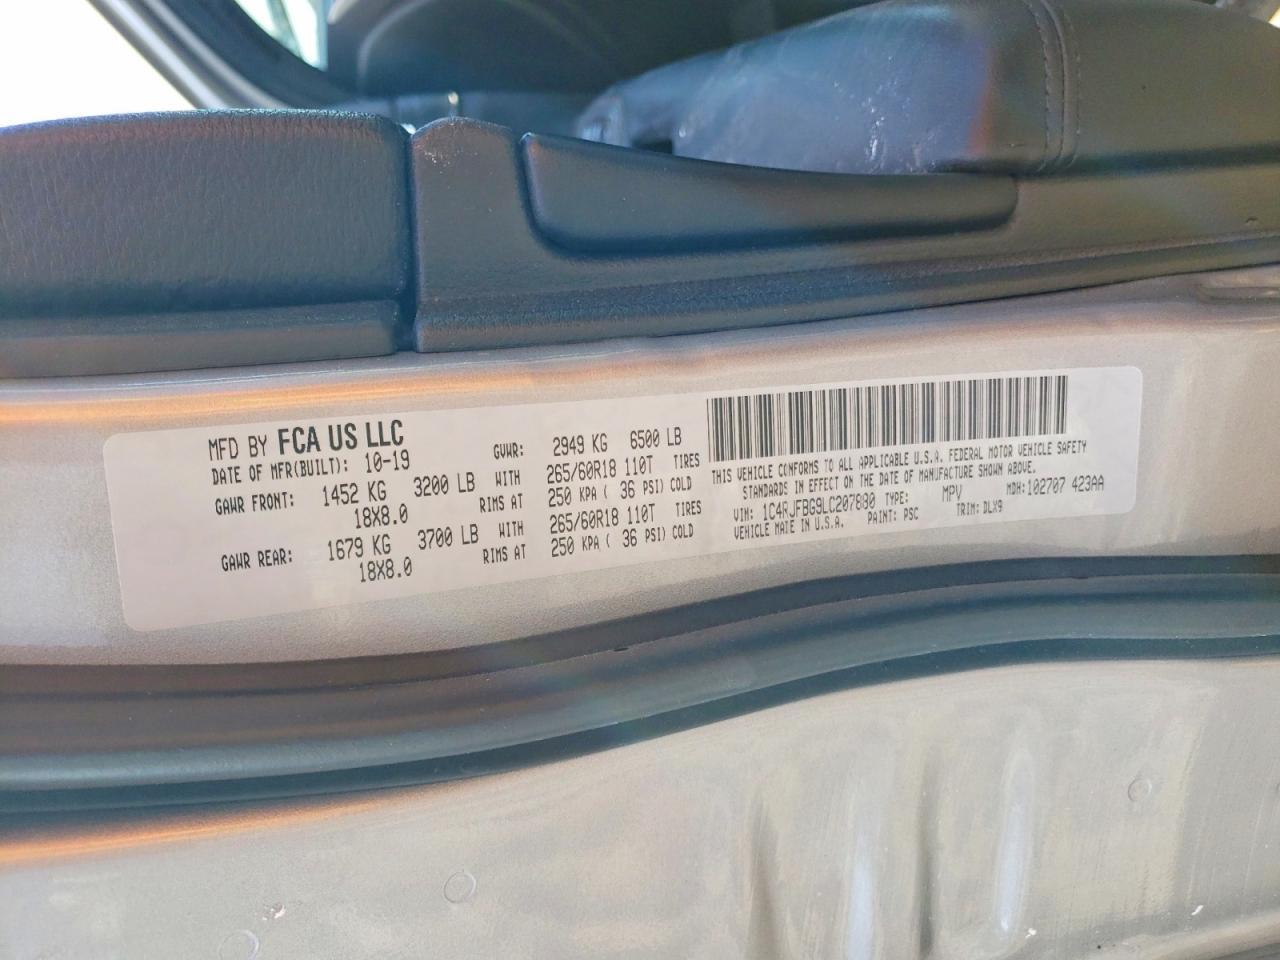 MFD BY FCA US LLC
DATE OF MFR(BUILT): 10-19 GVWR: 2949 KG 6500 LB
GAWR FRONT: 1452 KG 3200 LB WITH 265/60R18 110T TIRES
18X8.0 RIMS AT 250 KPA ( 36 PSI) COLD
GAWR REAR: 1679 KG 3700 LB WITH 265/60R18 110T TIRES
18X8.0 RIMS AT 250 KPA ( 36 PSI) COLD
THIS VEHICLE CONFORMS TO ALL APPLICABLE U.S.A. FEDERAL MOTOR VEHICLE SAFETY
STANDARDS IN EFFECT ON THE DATE OF MANUFACTURE SHOWN ABOVE.
VIN: 1C4RJFBG9LC207880 TYPE: MPV MDH:102707 423AA
VEHICLE MADE IN U.S.A. PAINT: PSC TRIM: DLX9